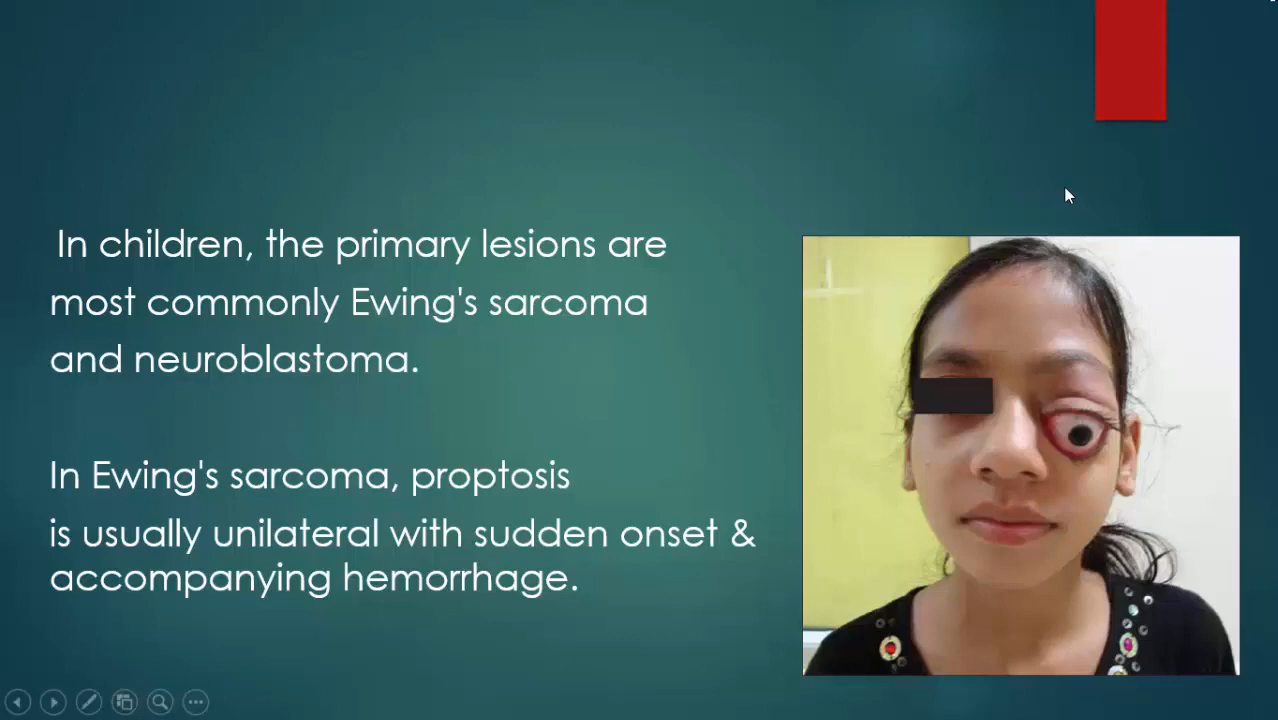 In children, the primary lesions are
most commonly Ewing's sarcoma
and neuroblastoma.
In Ewing's sarcoma, proptosis
is usually unilateral with sudden onset &
accompanying hemorrhage.